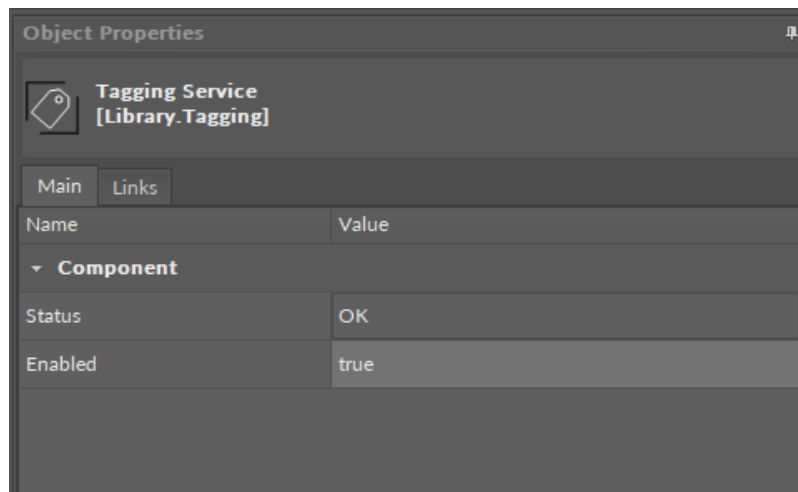 Object Properties
Tagging Service
[Library.Tagging]
Main Links
Name Value
Component
Status OK
Enabled true